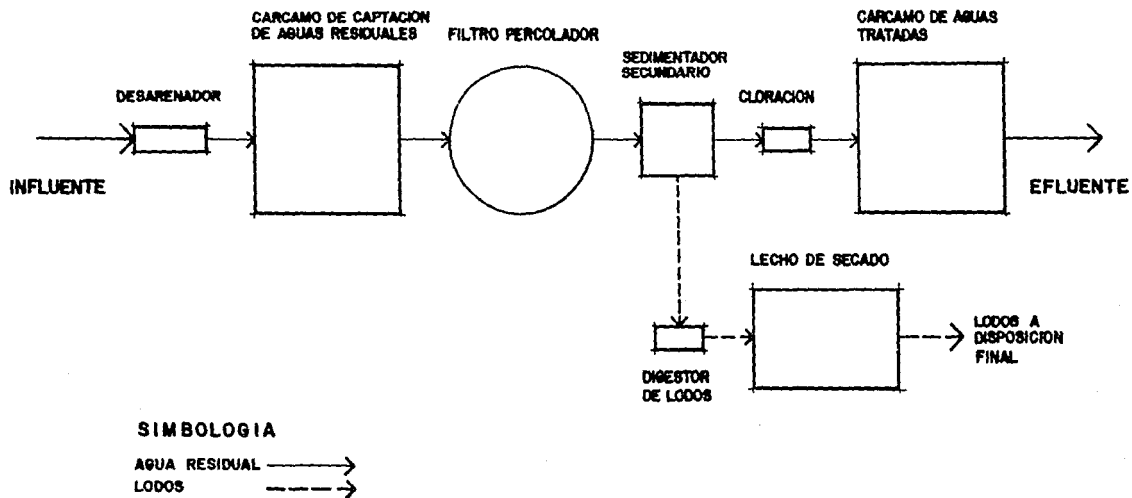 CARCAMO DE CAPTACION
DE AGUAS RESIDUALES
FILTRO PERCOLADOR
CARCAMO DE AGUAS
TRATADAS
SEDIMENTADOR
SECUNDARIO
DESARENADOR
CLORACION
INFLUENTE
EFLUENTE
LECHO DE SECADO
LODOS A
DISPOSICION
FINAL
DIGESTOR
DE LODOS
SIMBOLOGIA
AGUA RESIDUAL
LODOS